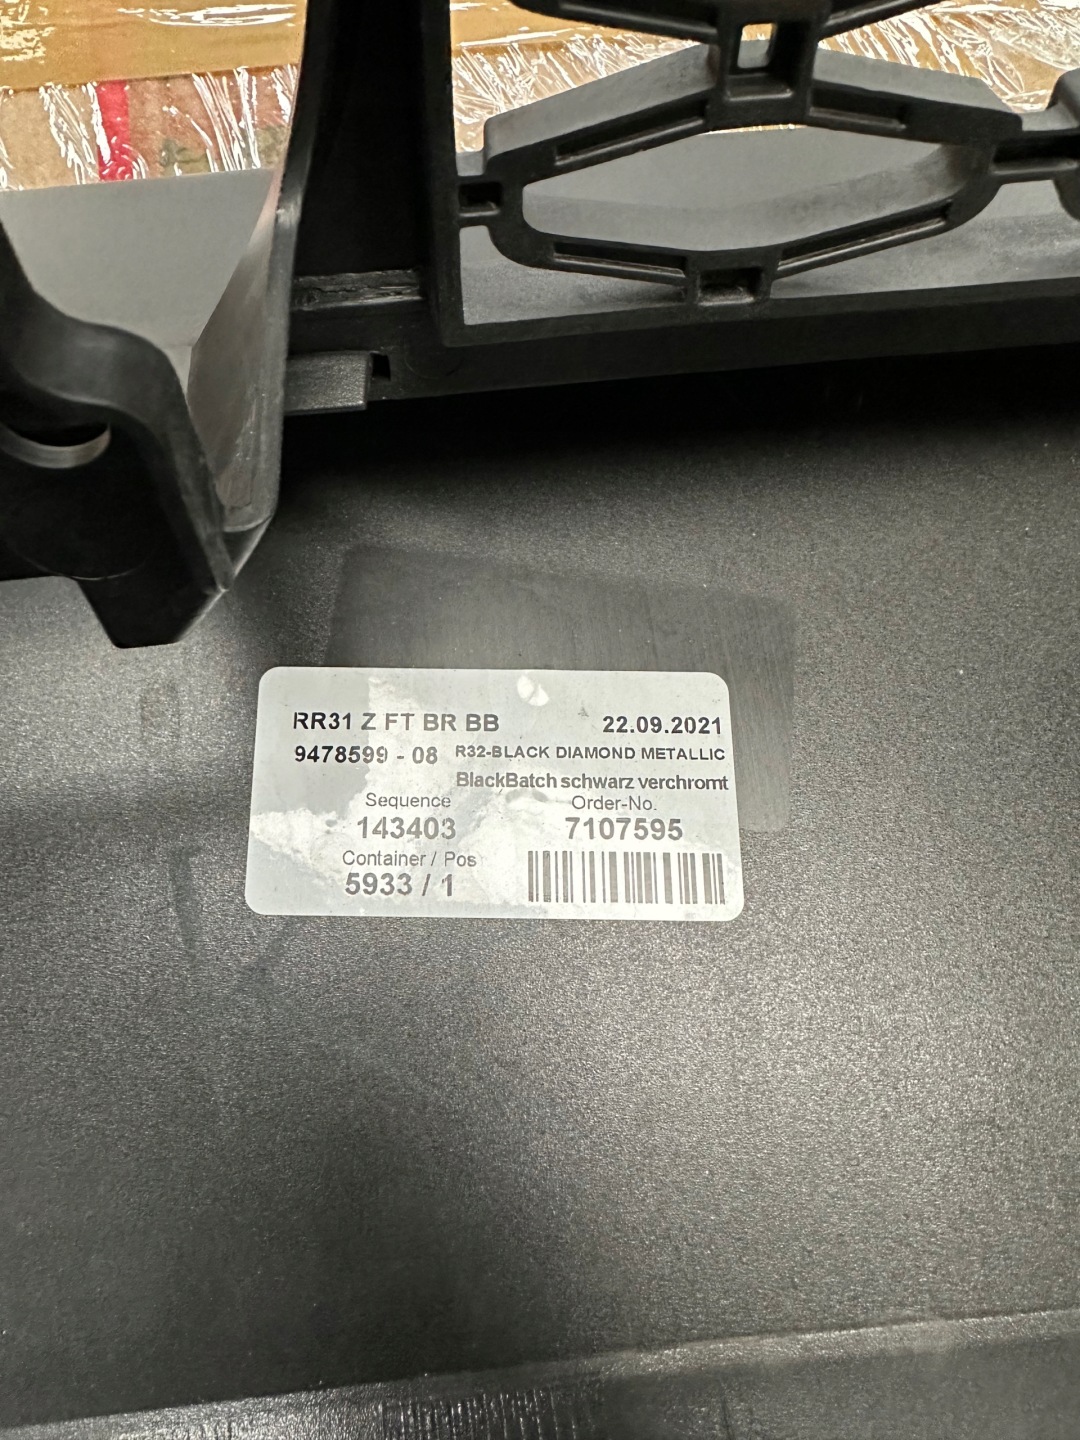 RR31 Z FT BR BB 22.09.2021
9478599 - 08 R32-BLACK DIAMOND METALLIC
BlackBatch schwarz verchromt
Sequence Order-No.
143403 7107595
Container / Pos
5933 / 1